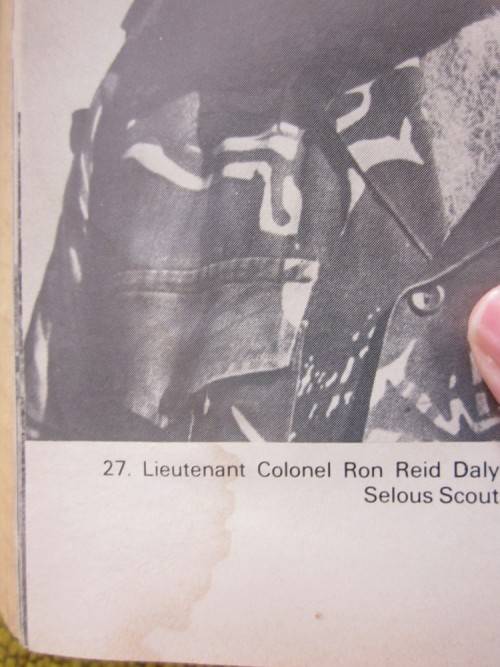 27. Lieutenant Colonel Ron Reid Daly
Selous Scout